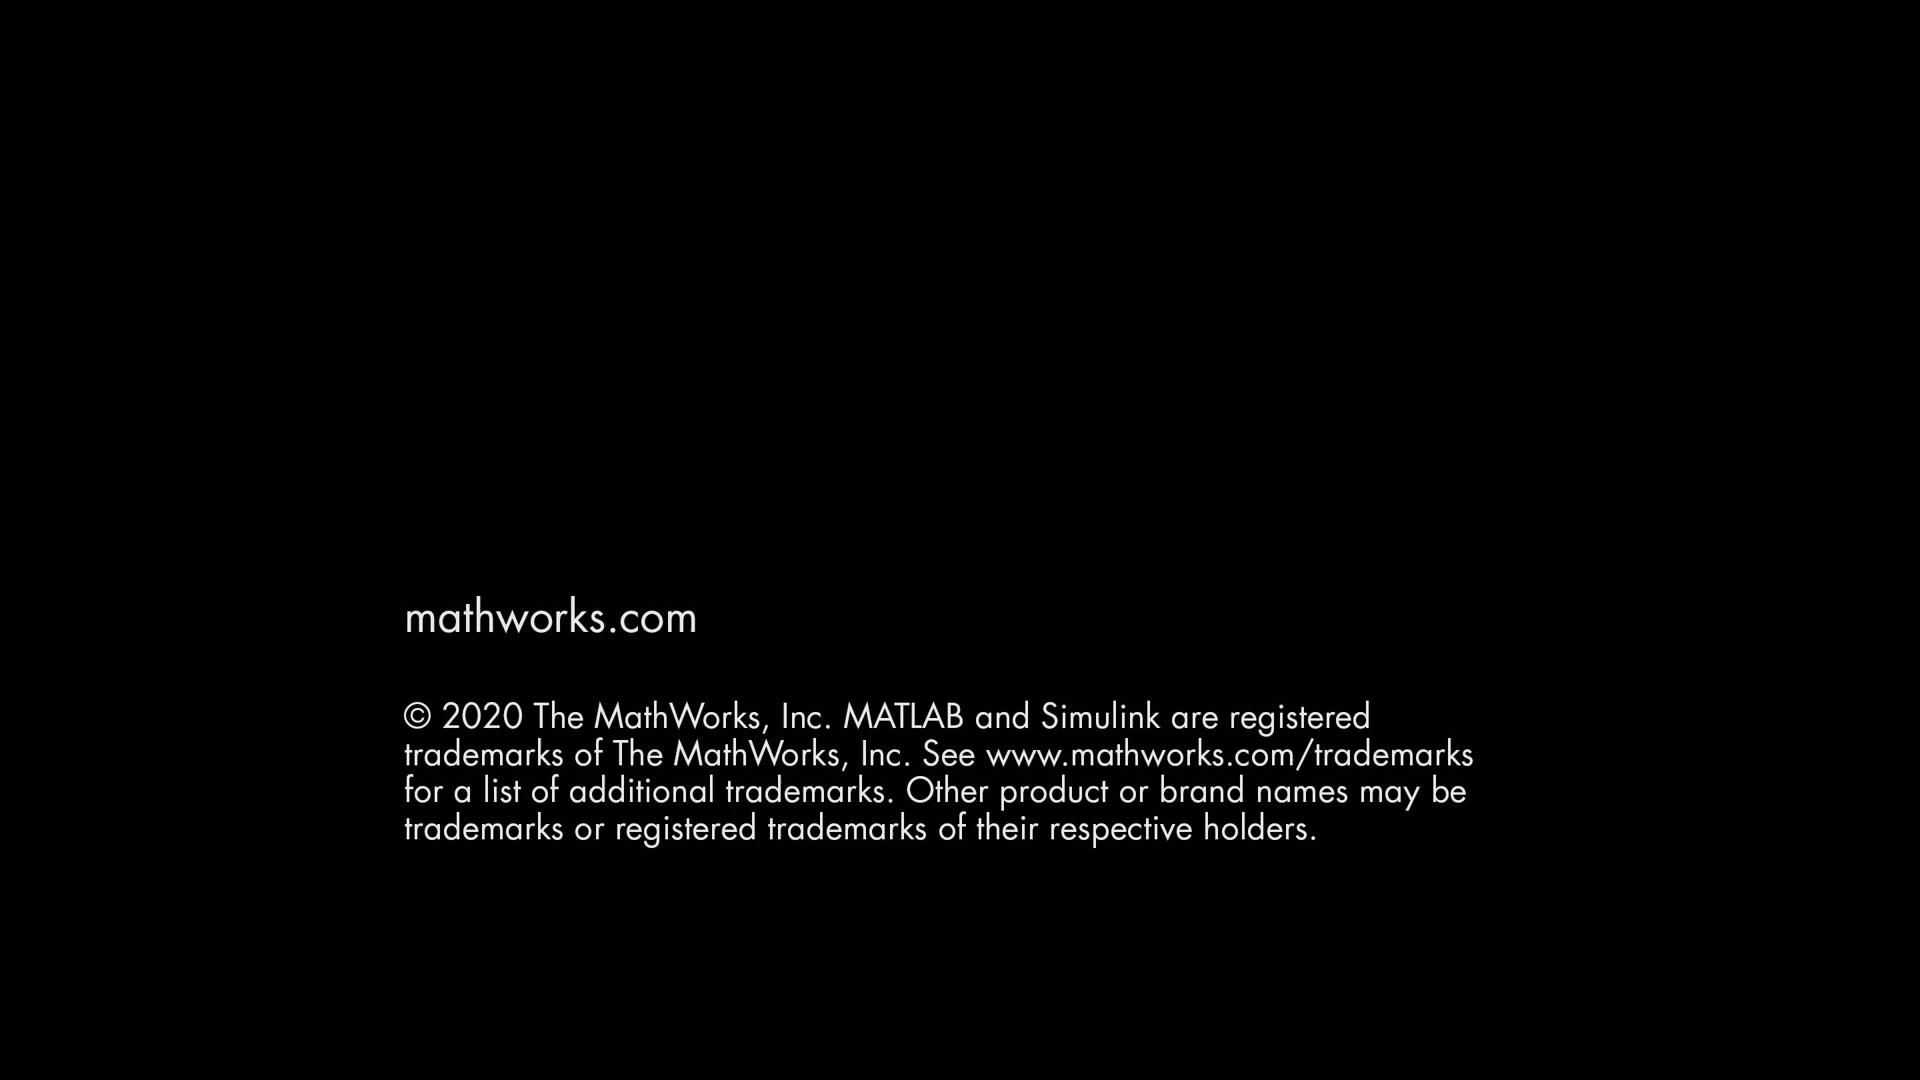 mathworks.com
© 2020 The MathWorks, Inc. MATLAB and Simulink are registered
trademarks of The MathWorks, Inc. See www.mathworks.com/trademarks
for a list of additional trademarks. Other product or brand names may be
trademarks or registered trademarks of their respective holders.